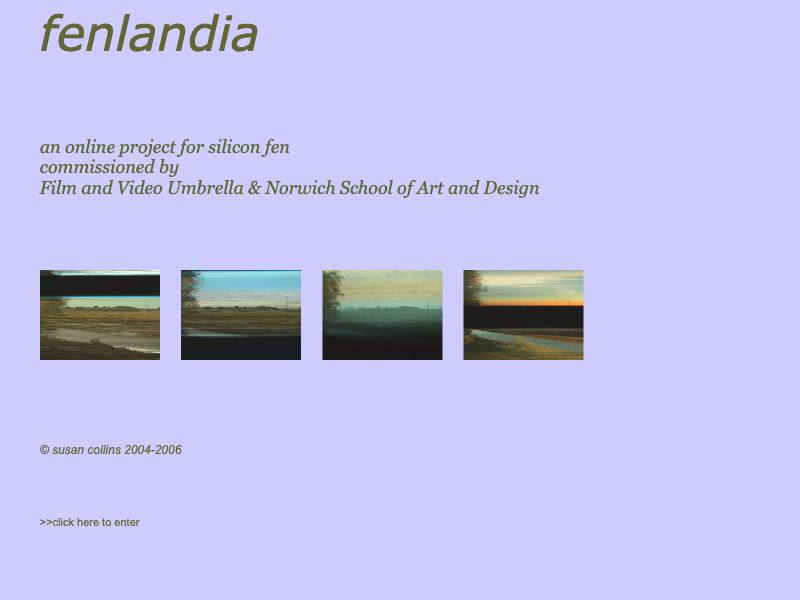 fenlandia
an online project for silicon fen
commissioned by
Film and Video Umbrella & Norwich School of Art and Design
© susan collins 2004-2006
>>click here to enter